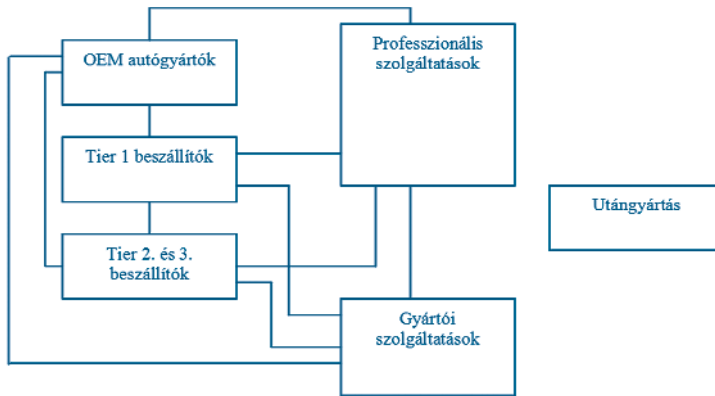 OEM autógyártók
Professzionális
szolgáltatások
Tier 1 beszállítók
Utángyártás
Tier 2. és 3.
beszállítók
Gyártói
szolgáltatások